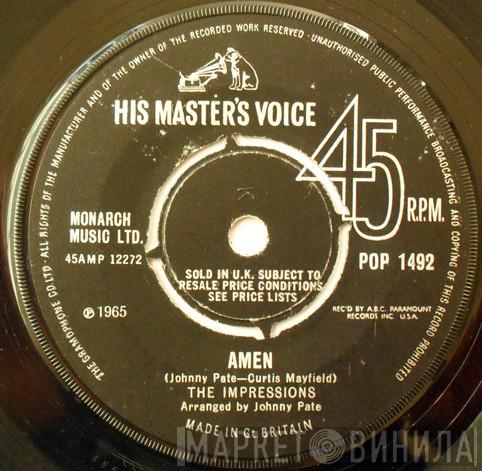 THE GRAMOPHONE CO. LTD. - ALL RIGHTS OF THE MANUFACTURER AND OF THE OWNER OF THE RECORDED WORK RESERVED - UNAUTHORISED PUBLIC PERFORMANCE BROADCASTING AND COPYING OF THIS RECORD PROHIBITED
HIS MASTER'S VOICE
45 R.P.M.
K
MONARCH
MUSIC LTD.
45AMP 12272
POP 1492
SOLD IN U.K. SUBJECT TO
RESALE PRICE CONDITIONS
SEE PRICE LISTS
℗ 1965
REC'D BY A.B.C. PARAMOUNT
RECORDS INC. U.S.A.
AMEN
(Johnny Pate—Curtis Mayfield)
THE IMPRESSIONS
Arranged by Johnny Pate
MADE IN Gt. BRITAIN
МАРКЕТ ВИНИЛА